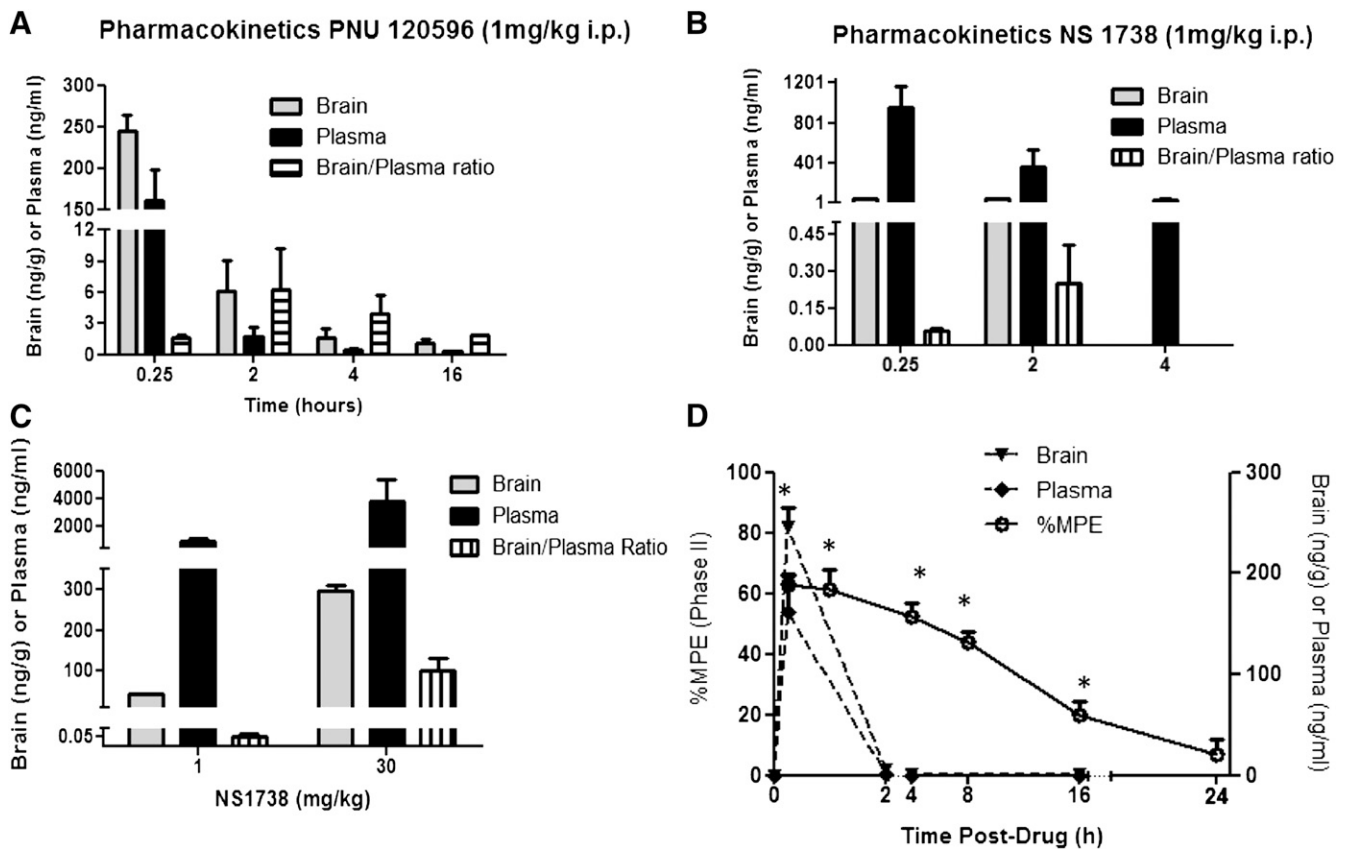 A
Pharmacokinetics PNU 120596 (1mg/kg i.p.)
Brain (ng/g) or Plasma (ng/ml)
300
250
200
150
12
9
6
3
0
Brain
Plasma
Brain/Plasma ratio
0.25
2
4
16
Time (hours)
B
Pharmacokinetics NS 1738 (1mg/kg i.p.)
Brain (ng/g) or Plasma (ng/ml)
1201
801
401
1
0.45
0.30
0.15
0.00
Brain
Plasma
Brain/Plasma ratio
0.25
2
4
C
Brain (ng/g) or Plasma (ng/ml)
6000
4000
2000
300
100
0.05
Brain
Plasma
Brain/Plasma Ratio
1
30
NS1738 (mg/kg)
D
Brain
Plasma
%MPE
%MPE (Phase II)
100
80
60
40
20
0
*
*
*
*
*
300
200
100
0
Brain (ng/g) or Plasma (ng/ml)
0
2
4
8
16
24
Time Post-Drug (h)